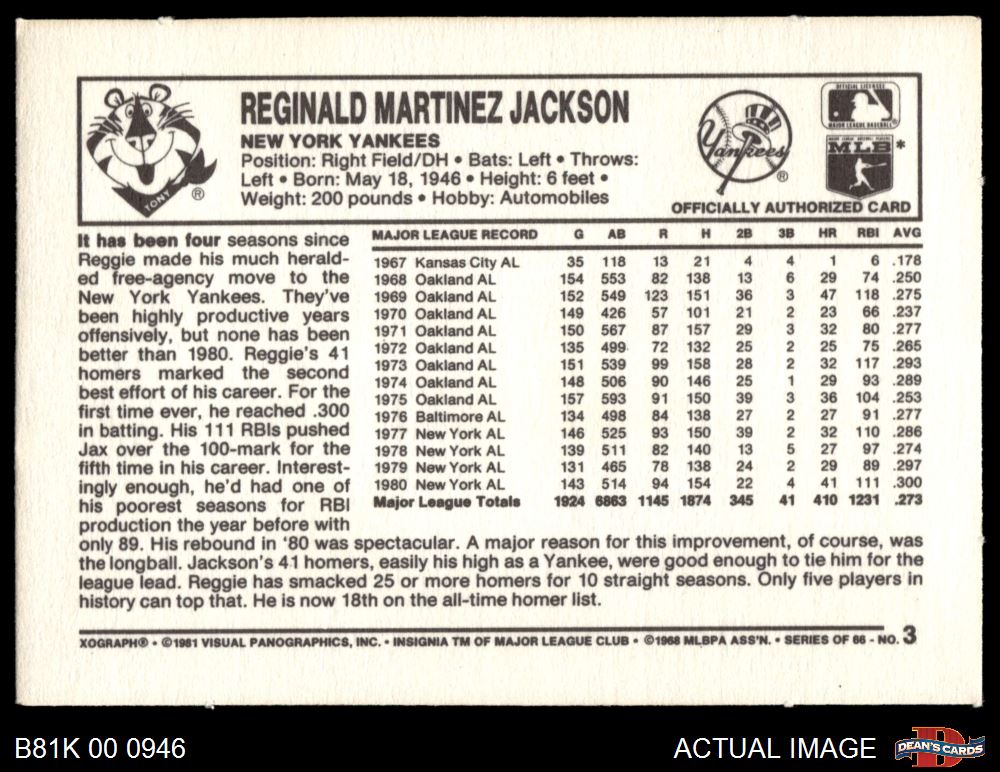 TONY ®
REGINALD MARTINEZ JACKSON
NEW YORK YANKEES
Position: Right Field/DH • Bats: Left • Throws:
Left • Born: May 18, 1946 • Height: 6 feet •
Weight: 200 pounds • Hobby: Automobiles
Yankees ®
OFFICIAL LICENSEE
MAJOR LEAGUE BASEBALL
MLB *
OFFICIALLY AUTHORIZED CARD
It has been four seasons since
Reggie made his much herald-
ed free-agency move to the
New York Yankees. They've
been highly productive years
offensively, but none has been
better than 1980. Reggie's 41
homers marked the second
best effort of his career. For the
first time ever, he reached .300
in batting. His 111 RBIs pushed
Jax over the 100-mark for the
fifth time in his career. Interest-
ingly enough, he'd had one of
his poorest seasons for RBI
production the year before with
only 89. His rebound in '80 was spectacular. A major reason for this improvement, of course, was
the longball. Jackson's 41 homers, easily his high as a Yankee, were good enough to tie him for the
league lead. Reggie has smacked 25 or more homers for 10 straight seasons. Only five players in
history can top that. He is now 18th on the all-time homer list.
MAJOR LEAGUE RECORD G AB R H 2B 3B HR RBI AVG
1967 Kansas City AL 35 118 13 21 4 4 1 6 .178
1968 Oakland AL 154 553 82 138 13 6 29 74 .250
1969 Oakland AL 152 549 123 151 36 3 47 118 .275
1970 Oakland AL 149 426 57 101 21 2 23 66 .237
1971 Oakland AL 150 567 87 157 29 3 32 80 .277
1972 Oakland AL 135 499 72 132 25 2 25 75 .265
1973 Oakland AL 151 539 99 158 28 2 32 117 .293
1974 Oakland AL 148 506 90 146 25 1 29 93 .289
1975 Oakland AL 157 593 91 150 39 3 36 104 .253
1976 Baltimore AL 134 498 84 138 27 2 27 91 .277
1977 New York AL 146 525 93 150 39 2 32 110 .286
1978 New York AL 139 511 82 140 13 5 27 97 .274
1979 New York AL 131 465 78 138 24 2 29 89 .297
1980 New York AL 143 514 94 154 22 4 41 111 .300
Major League Totals 1924 6863 1145 1874 345 41 410 1231 .273
XOGRAPH® • ©1981 VISUAL PANOGRAPHICS, INC. • INSIGNIA TM OF MAJOR LEAGUE CLUB • ©1968 MLBPA ASS'N. • SERIES OF 66 - NO. 3
B81K 00 0946
ACTUAL IMAGE
DEAN'S CARDS